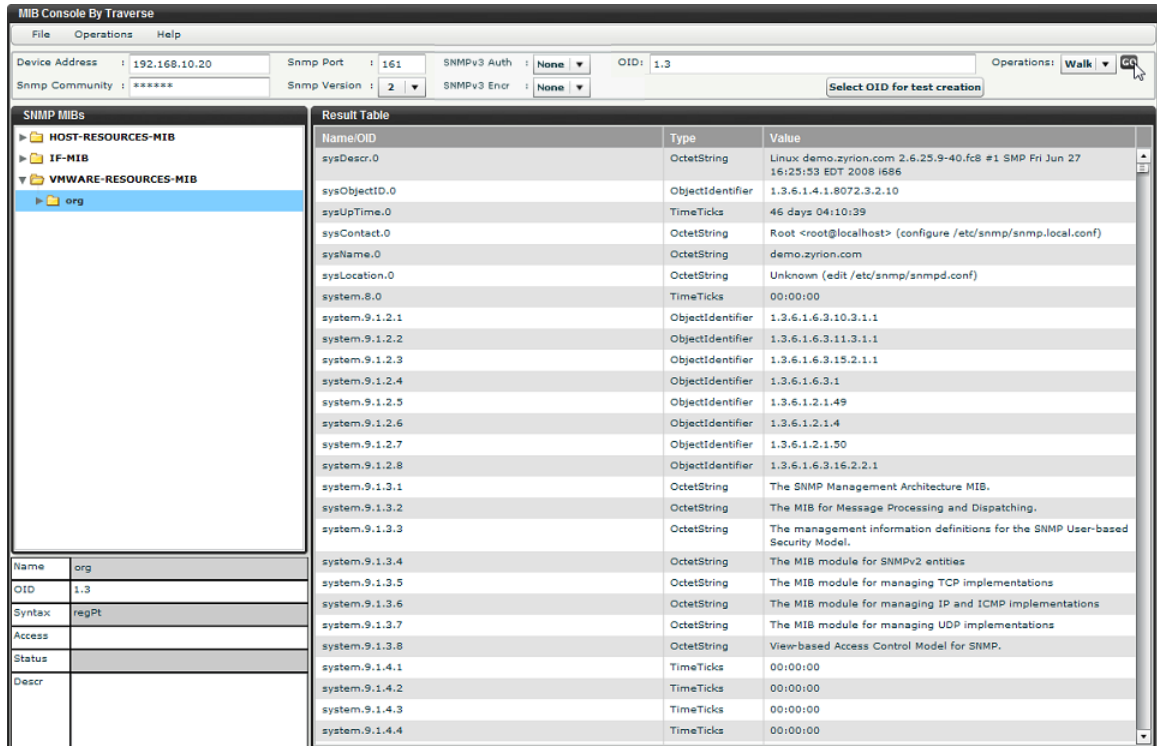 MIB Console By Traverse
File Operations Help
Device Address : 192.168.10.20 Snmp Port : 161 SNMPv3 Auth : None OID: 1.3 Operations: Walk GO
Snmp Community : ****** Snmp Version : 2 SNMPv3 Encr : None Select OID for test creation
SNMP MIBs
HOST-RESOURCES-MIB
IF-MIB
VMWARE-RESOURCES-MIB
org
Name org
OID 1.3
Syntax regPt
Access
Status
Descr
Result Table
Name/OID Type Value
sysDescr.0 OctetString Linux demo.zyrion.com 2.6.25.9-40.fc8 #1 SMP Fri Jun 27
16:25:53 EDT 2008 i686
sysObjectID.0 ObjectIdentifier 1.3.6.1.4.1.8072.3.2.10
sysUpTime.0 TimeTicks 46 days 04:10:39
sysContact.0 OctetString Root <root@localhost> (configure /etc/snmp/snmp.local.conf)
sysName.0 OctetString demo.zyrion.com
sysLocation.0 OctetString Unknown (edit /etc/snmp/snmpd.conf)
system.8.0 TimeTicks 00:00:00
system.9.1.2.1 ObjectIdentifier 1.3.6.1.6.3.10.3.1.1
system.9.1.2.2 ObjectIdentifier 1.3.6.1.6.3.11.3.1.1
system.9.1.2.3 ObjectIdentifier 1.3.6.1.6.3.15.2.1.1
system.9.1.2.4 ObjectIdentifier 1.3.6.1.6.3.1
system.9.1.2.5 ObjectIdentifier 1.3.6.1.2.1.49
system.9.1.2.6 ObjectIdentifier 1.3.6.1.2.1.4
system.9.1.2.7 ObjectIdentifier 1.3.6.1.2.1.50
system.9.1.2.8 ObjectIdentifier 1.3.6.1.6.3.16.2.2.1
system.9.1.3.1 OctetString The SNMP Management Architecture MIB.
system.9.1.3.2 OctetString The MIB for Message Processing and Dispatching.
system.9.1.3.3 OctetString The management information definitions for the SNMP User-based
Security Model.
system.9.1.3.4 OctetString The MIB module for SNMPv2 entities
system.9.1.3.5 OctetString The MIB module for managing TCP implementations
system.9.1.3.6 OctetString The MIB module for managing IP and ICMP implementations
system.9.1.3.7 OctetString The MIB module for managing UDP implementations
system.9.1.3.8 OctetString View-based Access Control Model for SNMP.
system.9.1.4.1 TimeTicks 00:00:00
system.9.1.4.2 TimeTicks 00:00:00
system.9.1.4.3 TimeTicks 00:00:00
system.9.1.4.4 TimeTicks 00:00:00